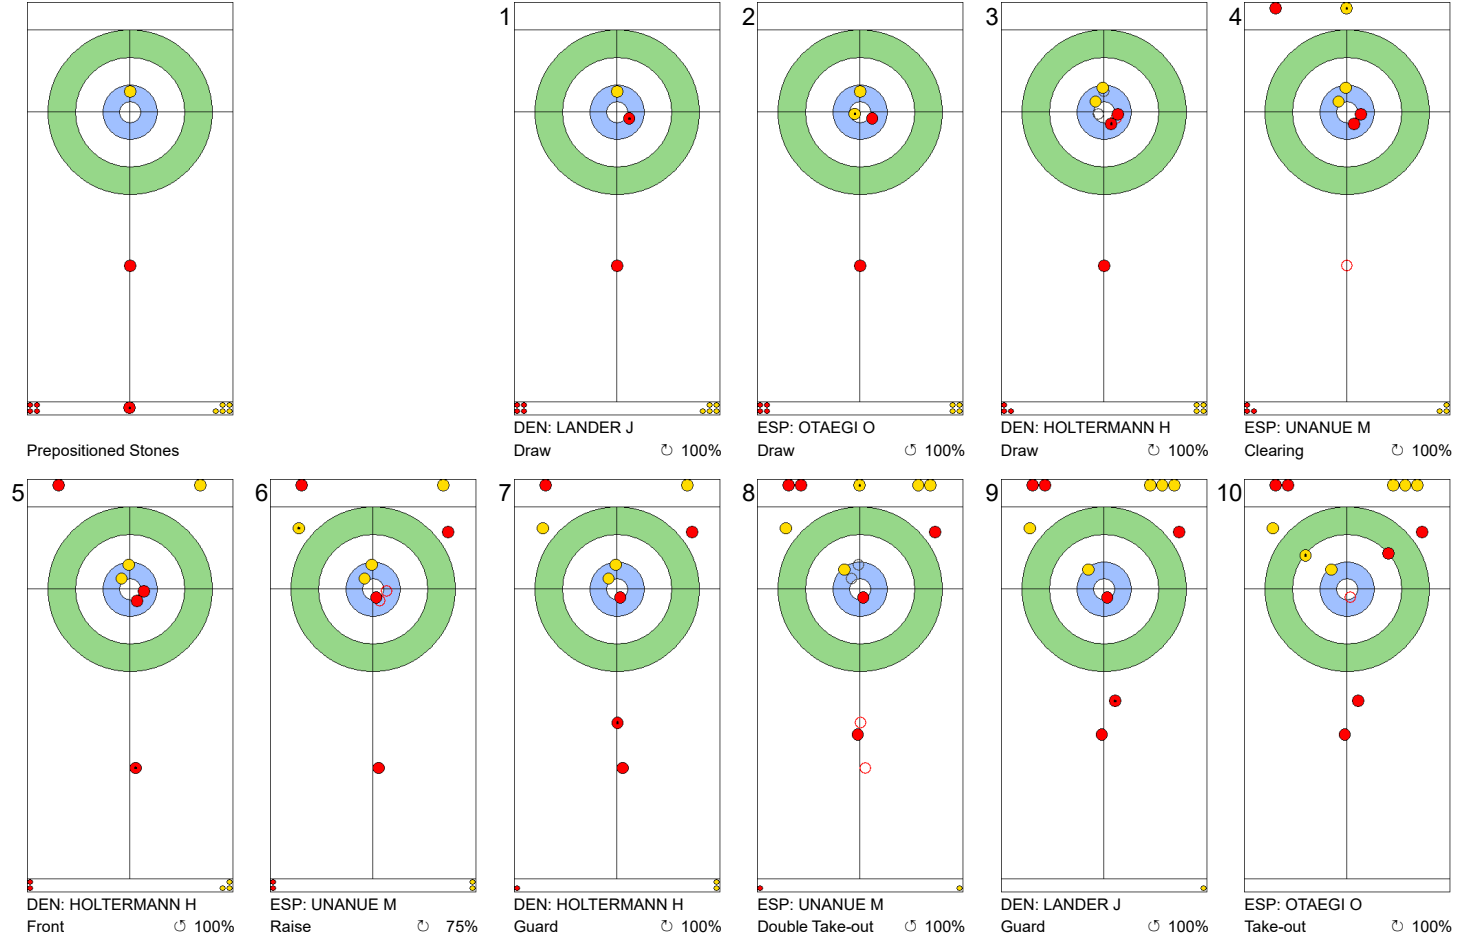 Prepositioned Stones
1
DEN: LANDER J
Draw ↻ 100%
2
ESP: OTAEGI O
Draw ↺ 100%
3
DEN: HOLTERMANN H
Draw ↻ 100%
4
ESP: UNANUE M
Clearing ↻ 100%
5
DEN: HOLTERMANN H
Front ↺ 100%
6
ESP: UNANUE M
Raise ↻ 75%
7
DEN: HOLTERMANN H
Guard ↻ 100%
8
ESP: UNANUE M
Double Take-out ↺ 100%
9
DEN: LANDER J
Guard ↺ 100%
10
ESP: OTAEGI O
Take-out ↻ 100%